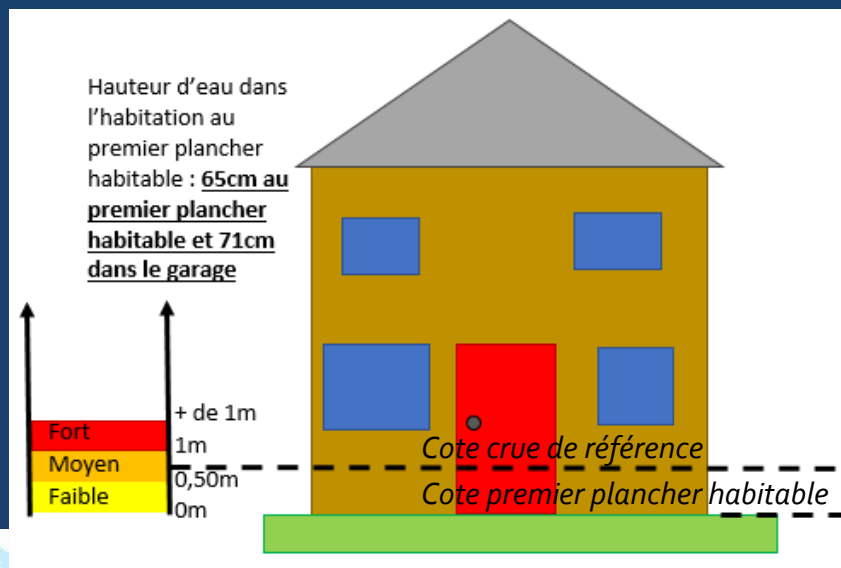 Hauteur d'eau dans
l'habitation au
premier plancher
habitable : 65cm au
premier plancher
habitable et 71cm
dans le garage
+ de 1m
Fort
1m
Moyen
0,50m
Faible
0m
Cote crue de référence
Cote premier plancher habitable